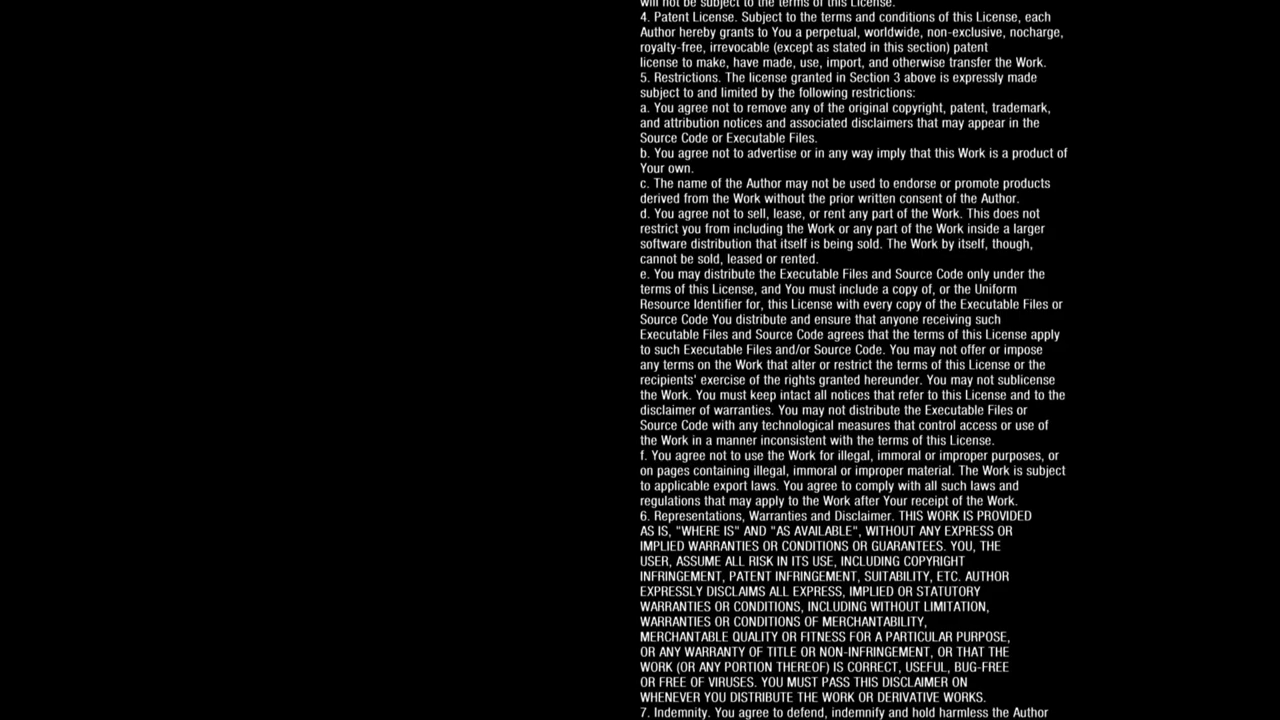 will not be subject to the terms of this License.
4. Patent License. Subject to the terms and conditions of this License, each
Author hereby grants to You a perpetual, worldwide, non-exclusive, nocharge,
royalty-free, irrevocable (except as stated in this section) patent
license to make, have made, use, import, and otherwise transfer the Work.
5. Restrictions. The license granted in Section 3 above is expressly made
subject to and limited by the following restrictions:
a. You agree not to remove any of the original copyright, patent, trademark,
and attribution notices and associated disclaimers that may appear in the
Source Code or Executable Files.
b. You agree not to advertise or in any way imply that this Work is a product of
Your own.
c. The name of the Author may not be used to endorse or promote products
derived from the Work without the prior written consent of the Author.
d. You agree not to sell, lease, or rent any part of the Work. This does not
restrict you from including the Work or any part of the Work inside a larger
software distribution that itself is being sold. The Work by itself, though,
cannot be sold, leased or rented.
e. You may distribute the Executable Files and Source Code only under the
terms of this License, and You must include a copy of, or the Uniform
Resource Identifier for, this License with every copy of the Executable Files or
Source Code You distribute and ensure that anyone receiving such
Executable Files and Source Code agrees that the terms of this License apply
to such Executable Files and/or Source Code. You may not offer or impose
any terms on the Work that alter or restrict the terms of this License or the
recipients' exercise of the rights granted hereunder. You may not sublicense
the Work. You must keep intact all notices that refer to this License and to the
disclaimer of warranties. You may not distribute the Executable Files or
Source Code with any technological measures that control access or use of
the Work in a manner inconsistent with the terms of this License.
f. You agree not to use the Work for illegal, immoral or improper purposes, or
on pages containing illegal, immoral or improper material. The Work is subject
to applicable export laws. You agree to comply with all such laws and
regulations that may apply to the Work after Your receipt of the Work.
6. Representations, Warranties and Disclaimer. THIS WORK IS PROVIDED
AS IS, "WHERE IS" AND "AS AVAILABLE", WITHOUT ANY EXPRESS OR
IMPLIED WARRANTIES OR CONDITIONS OR GUARANTEES. YOU, THE
USER, ASSUME ALL RISK IN ITS USE, INCLUDING COPYRIGHT
INFRINGEMENT, PATENT INFRINGEMENT, SUITABILITY, ETC. AUTHOR
EXPRESSLY DISCLAIMS ALL EXPRESS, IMPLIED OR STATUTORY
WARRANTIES OR CONDITIONS, INCLUDING WITHOUT LIMITATION,
WARRANTIES OR CONDITIONS OF MERCHANTABILITY,
MERCHANTABLE QUALITY OR FITNESS FOR A PARTICULAR PURPOSE,
OR ANY WARRANTY OF TITLE OR NON-INFRINGEMENT, OR THAT THE
WORK (OR ANY PORTION THEREOF) IS CORRECT, USEFUL, BUG-FREE
OR FREE OF VIRUSES. YOU MUST PASS THIS DISCLAIMER ON
WHENEVER YOU DISTRIBUTE THE WORK OR DERIVATIVE WORKS.
7. Indemnity. You agree to defend, indemnify and hold harmless the Author